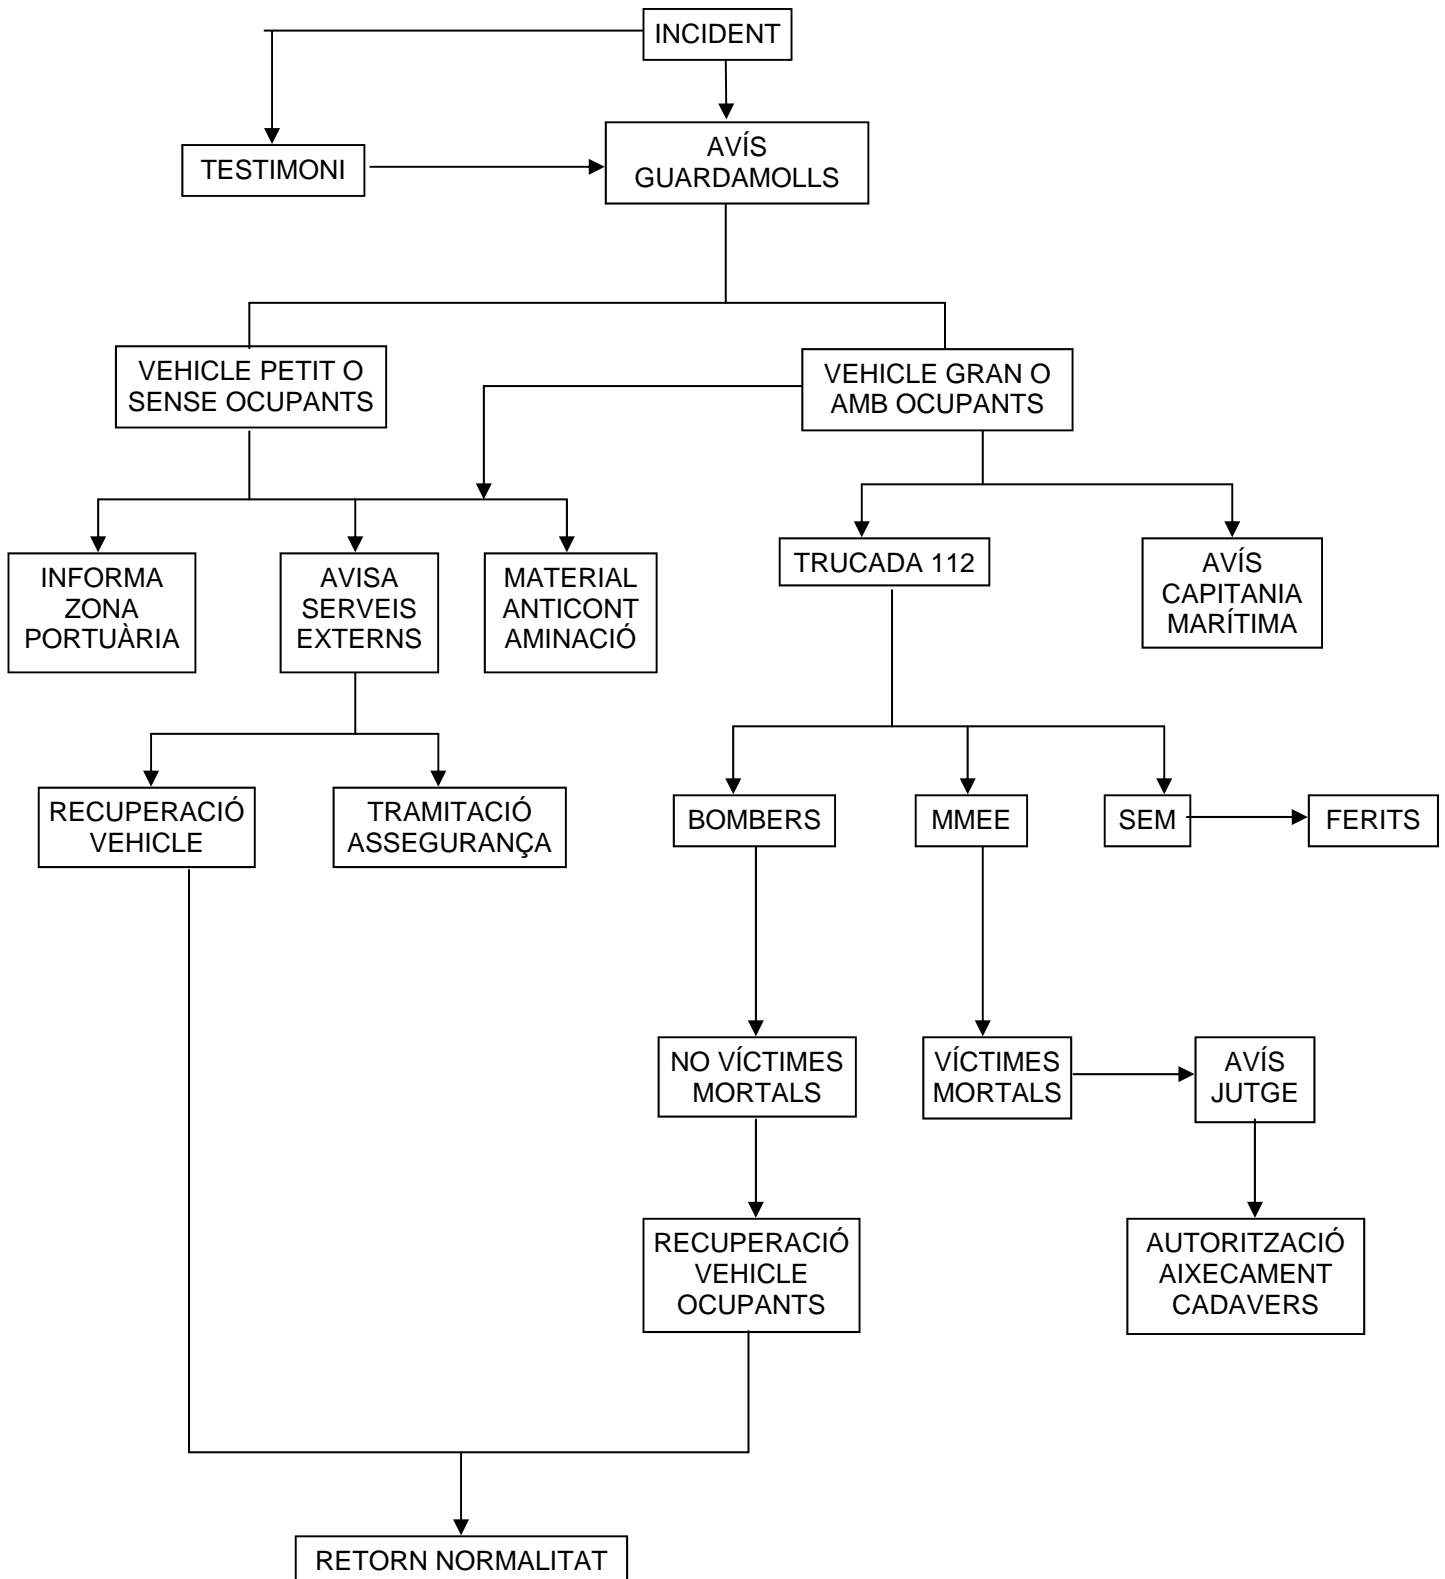 INCIDENT
TESTIMONI
AVÍS
GUARDAMOLLS
VEHICLE PETIT O
SENSE OCUPANTS
VEHICLE GRAN O
AMB OCUPANTS
INFORMA
ZONA
PORTUÀRIA
AVISA
SERVEIS
EXTERNS
MATERIAL
ANTICONT
AMINACIÓ
TRUCADA 112
AVÍS
CAPITANIA
MARÍTIMA
RECUPERACIÓ
VEHICLE
TRAMITACIÓ
ASSEGURANÇA
BOMBERS
MMEE
SEM
FERITS
NO VÍCTIMES
MORTALS
VÍCTIMES
MORTALS
AVÍS
JUTGE
RECUPERACIÓ
VEHICLE
OCUPANTS
AUTORITZACIÓ
AIXECAMENT
CADAVERS
RETORN NORMALITAT